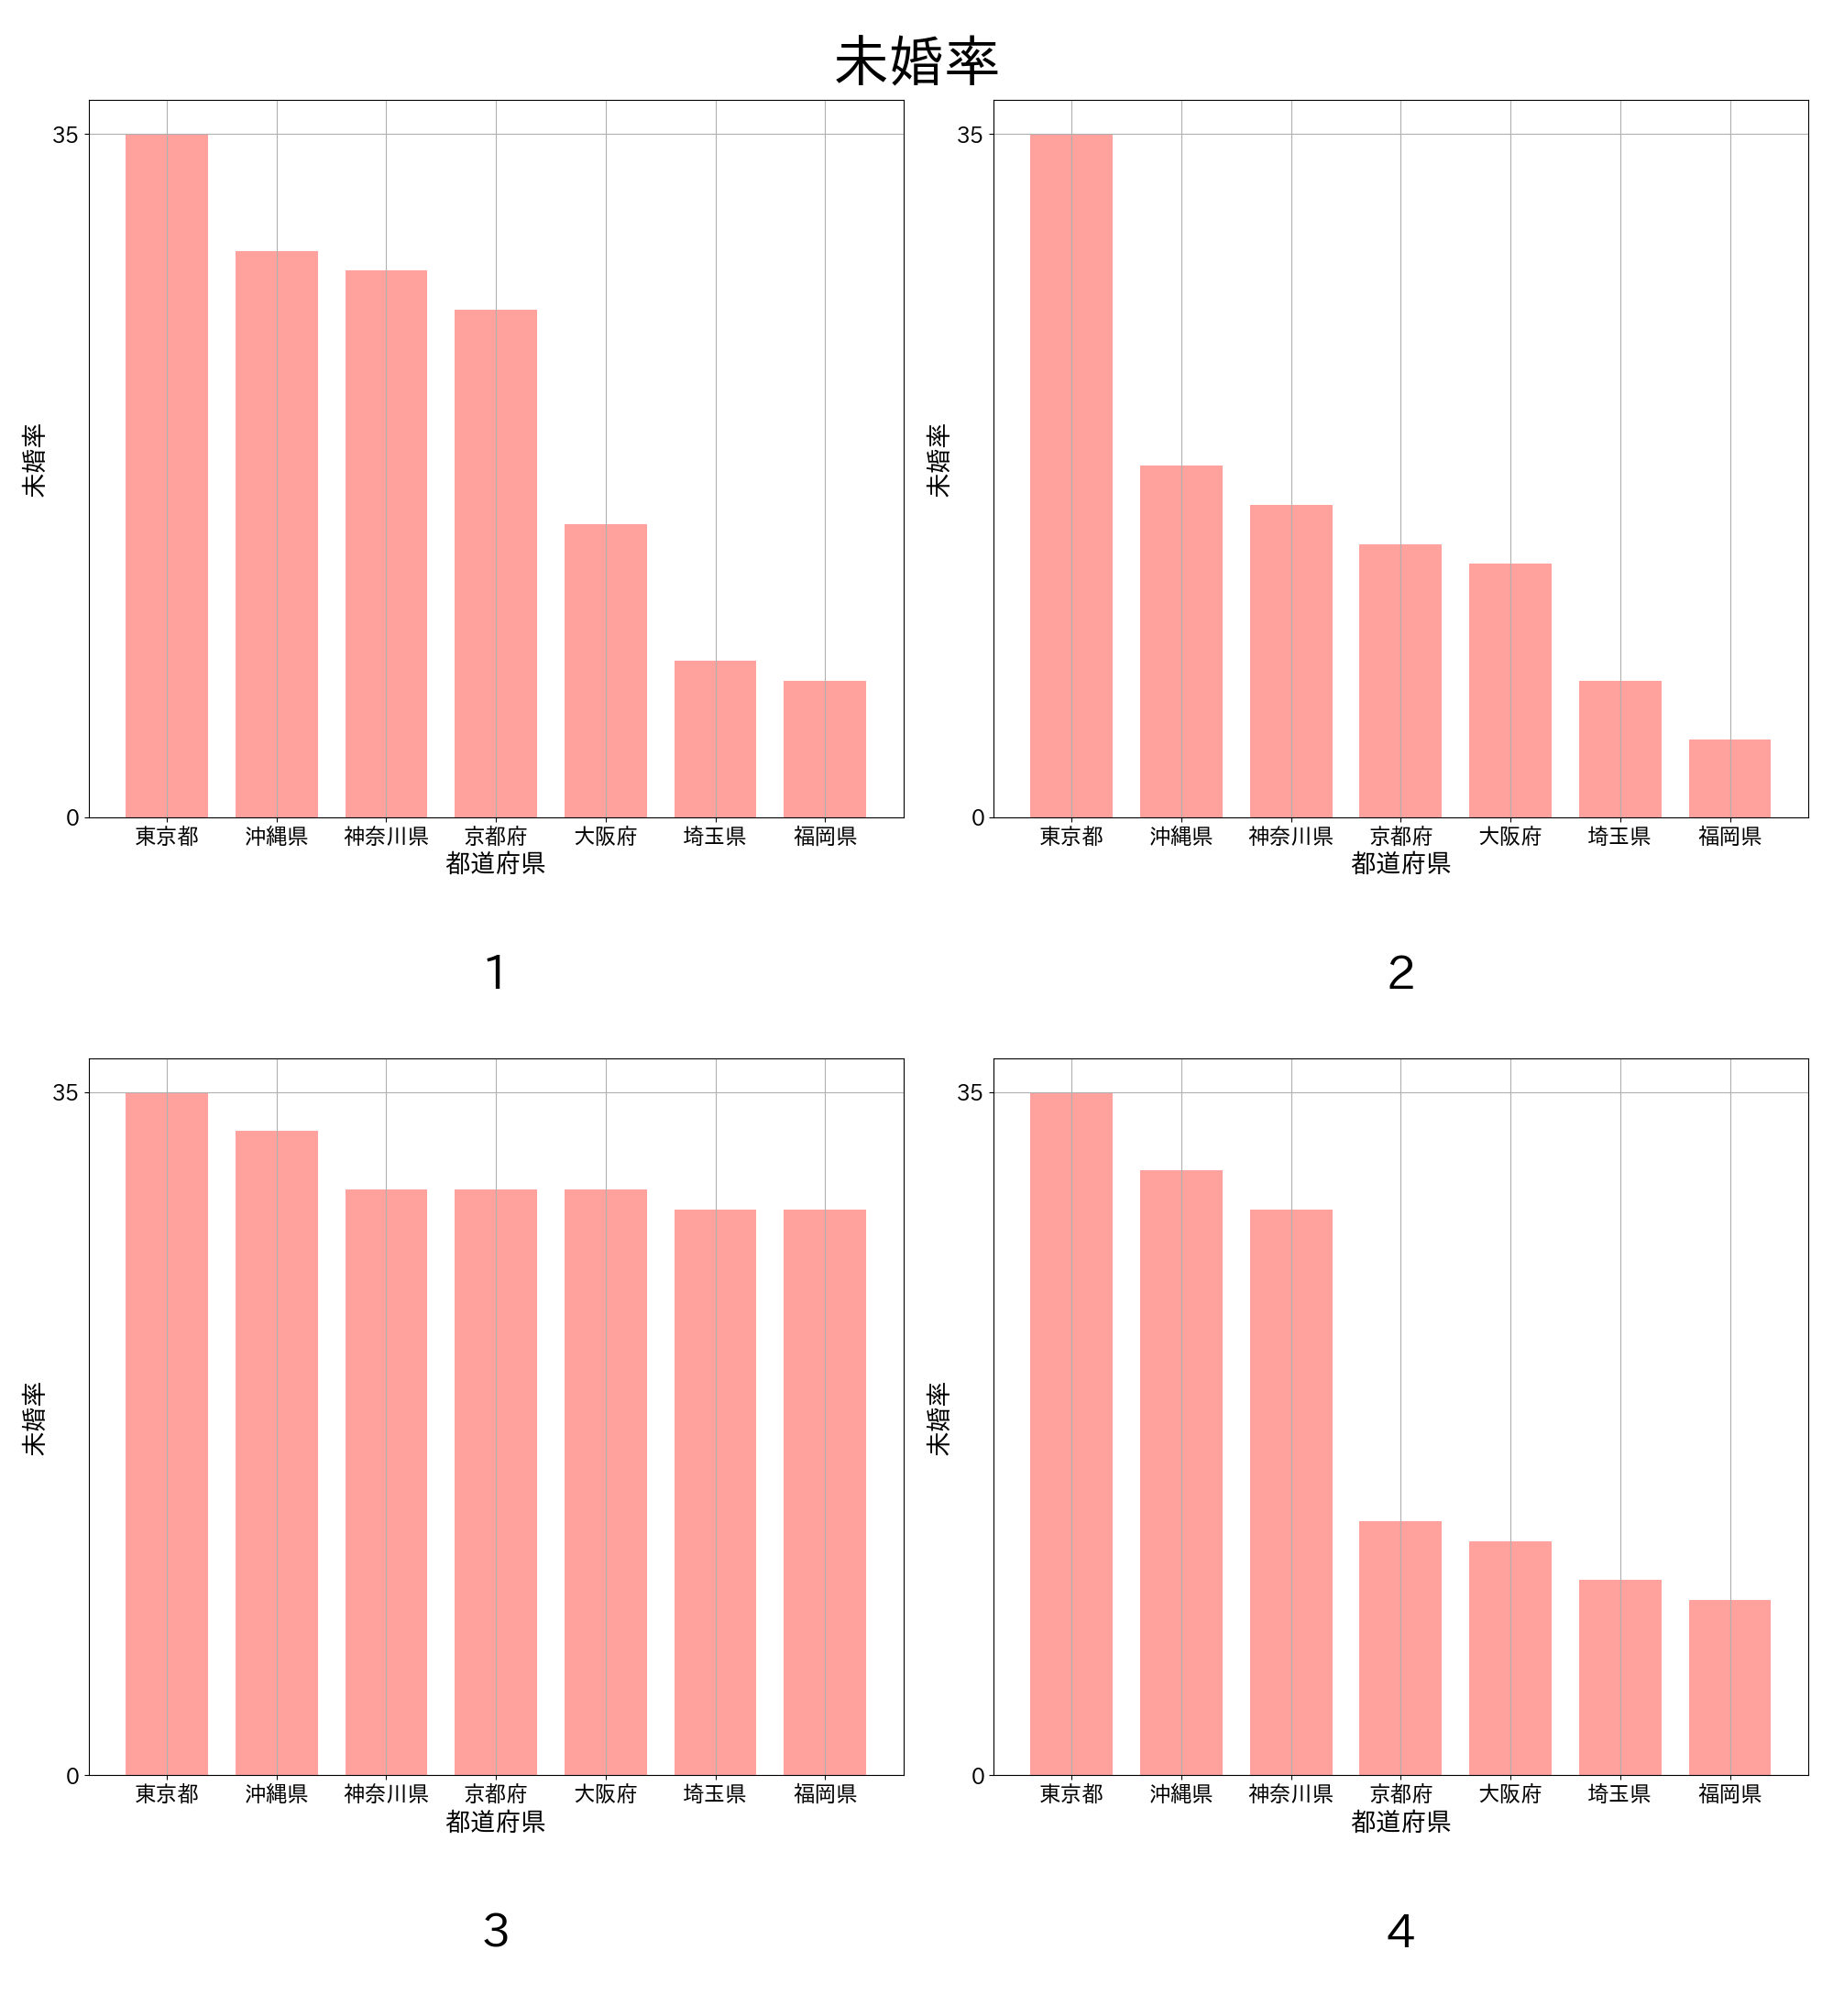 未婚率
35
0
未婚率
東京都 沖縄県 神奈川県 京都府 大阪府 埼玉県 福岡県
都道府県
1
35
0
未婚率
東京都 沖縄県 神奈川県 京都府 大阪府 埼玉県 福岡県
都道府県
2
35
0
未婚率
東京都 沖縄県 神奈川県 京都府 大阪府 埼玉県 福岡県
都道府県
3
35
0
未婚率
東京都 沖縄県 神奈川県 京都府 大阪府 埼玉県 福岡県
都道府県
4